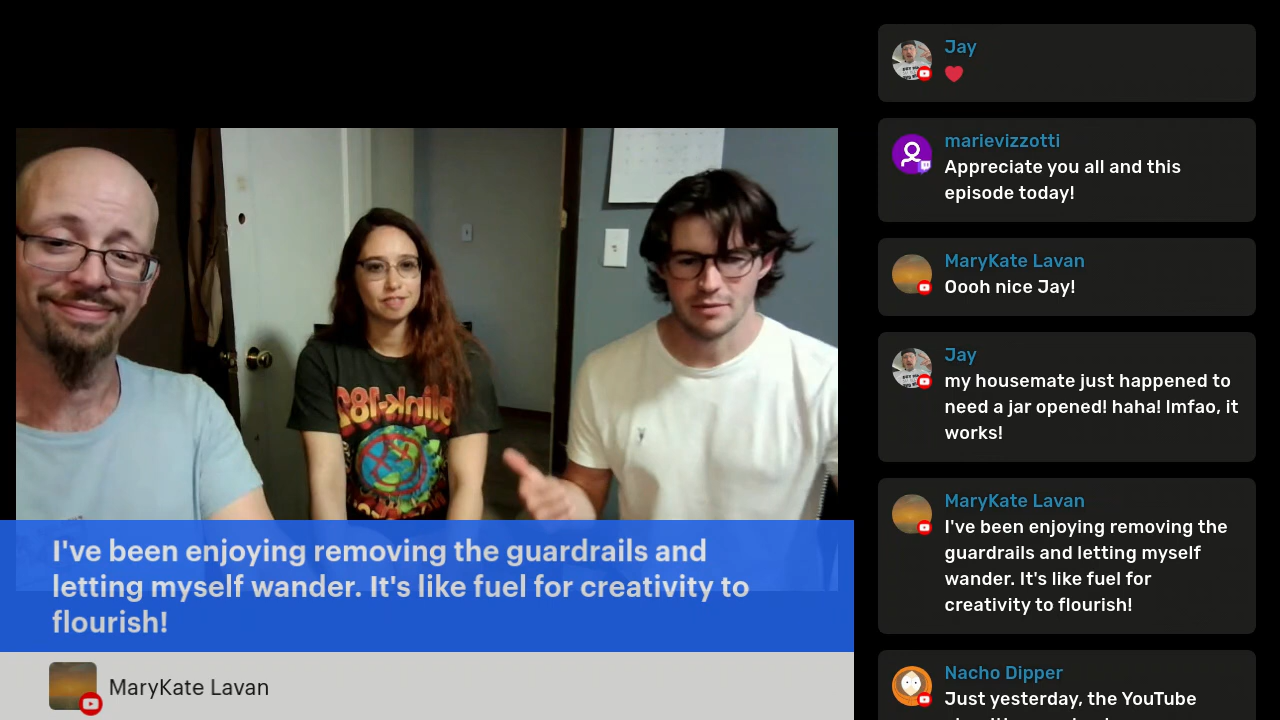 Jay
❤️
marievizzotti
Appreciate you all and this
episode today!
MaryKate Lavan
Oooh nice Jay!
Jay
my housemate just happened to
need a jar opened! haha! lmfao, it
works!
MaryKate Lavan
I've been enjoying removing the
guardrails and letting myself
wander. It's like fuel for
creativity to flourish!
Nacho Dipper
Just yesterday, the YouTube
blink-182
I've been enjoying removing the guardrails and
letting myself wander. It's like fuel for creativity to
flourish!
MaryKate Lavan